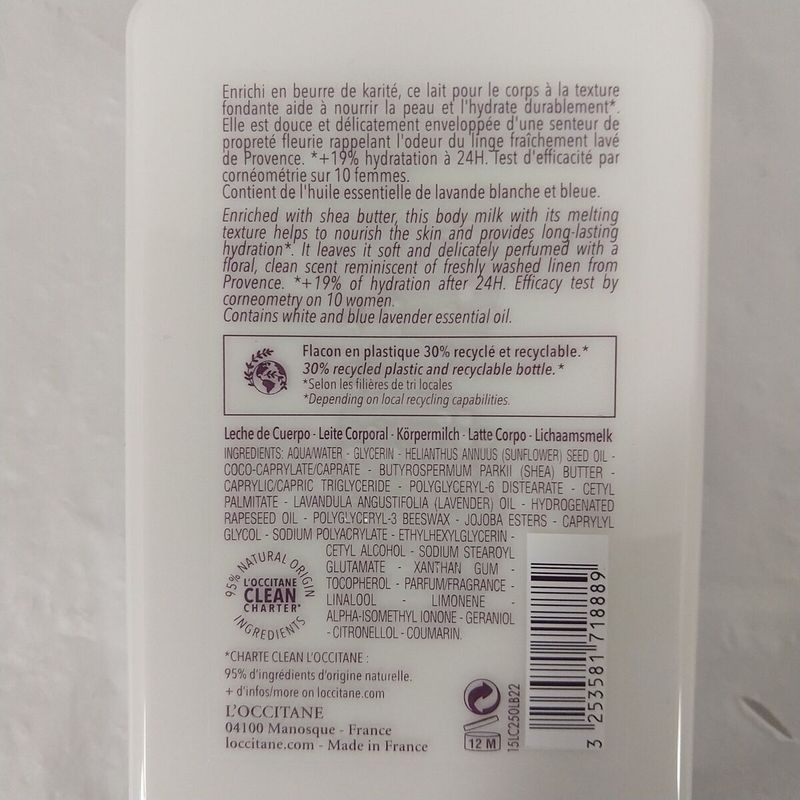 Enrichi en beurre de karité, ce lait pour le corps à la texture
fondante aide à nourrir la peau et l'hydrate durablement*.
Elle est douce et délicatement enveloppée d'une senteur de
propreté fleurie rappelant l'odeur du linge fraîchement lavé
de Provence. *+19% hydratation à 24H. Test d'efficacité par
cornéométrie sur 10 femmes.
Contient de l'huile essentielle de lavande blanche et bleue.
Enriched with shea butter, this body milk with its melting
texture helps to nourish the skin and provides long-lasting
hydration*. It leaves it soft and delicately perfumed with a
floral, clean scent reminiscent of freshly washed linen from
Provence. *+19% of hydration after 24H. Efficacy test by
corneometry on 10 women.
Contains white and blue lavender essential oil.
Flacon en plastique 30% recyclé et recyclable.*
30% recycled plastic and recyclable bottle.*
*Selon les filières de tri locales
*Depending on local recycling capabilities.
Leche de Cuerpo - Leite Corporal - Körpermilch - Latte Corpo - Lichaamsmelk
INGREDIENTS: AQUA/WATER - GLYCERIN - HELIANTHUS ANNUUS (SUNFLOWER) SEED OIL -
COCO-CAPRYLATE/CAPRATE - BUTYROSPERMUM PARKII (SHEA) BUTTER -
CAPRYLIC/CAPRIC TRIGLYCERIDE - POLYGLYCERYL-6 DISTEARATE - CETYL
PALMITATE - LAVANDULA ANGUSTIFOLIA (LAVENDER) OIL - HYDROGENATED
RAPESEED OIL - POLYGLYCERYL-3 BEESWAX - JOJOBA ESTERS - CAPRYLYL
GLYCOL - SODIUM POLYACRYLATE - ETHYLHEXYLGLYCERIN -
CETYL ALCOHOL - SODIUM STEAROYL
GLUTAMATE - XANTHAN GUM -
TOCOPHEROL - PARFUM/FRAGRANCE -
LINALOOL - LIMONENE -
ALPHA-ISOMETHYL IONONE - GERANIOL
- CITRONELLOL - COUMARIN.
95% NATURAL ORIGIN
L'OCCITANE
CLEAN
CHARTER*
INGREDIENTS
*CHARTE CLEAN L'OCCITANE :
95% d'ingrédients d'origine naturelle.
+ d'infos/more on loccitane.com
L'OCCITANE
04100 Manosque - France
loccitane.com - Made in France
12 M
15LC250LB22
3 253581 718889